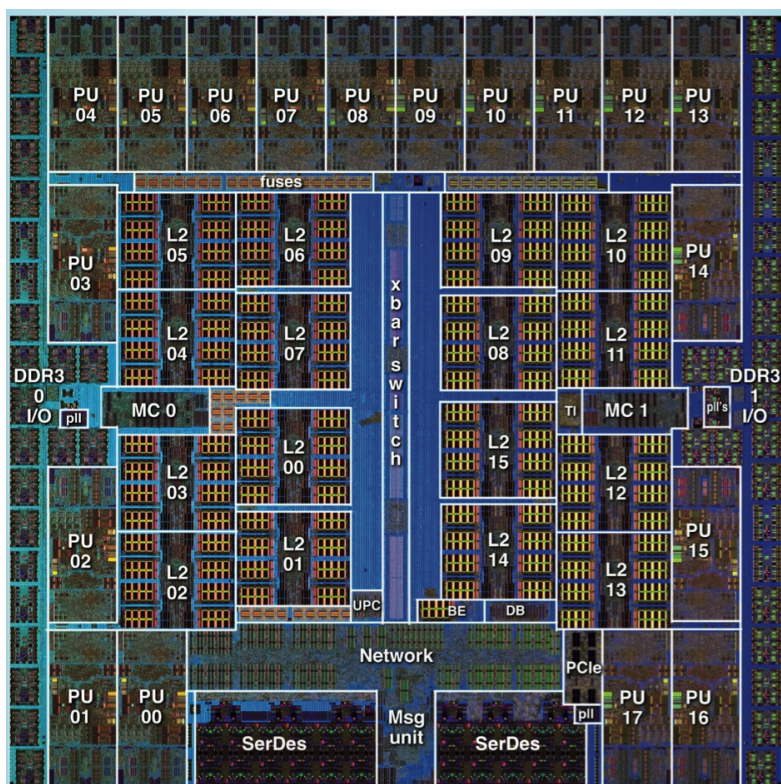 PU
04
PU
05
PU
06
PU
07
PU
08
PU
09
PU
10
PU
11
PU
12
PU
13
fuses
PU
03
L2
05
L2
06
L2
09
L2
10
PU
14
L2
04
L2
07
xbar switch
L2
08
L2
11
DDR3
0
I/O
pll
MC 0
TI
MC 1
pll's
DDR3
1
I/O
L2
03
L2
00
L2
15
L2
12
PU
02
L2
02
L2
01
L2
14
L2
13
PU
15
UPC
BE
DB
PU
01
PU
00
Network
PCIe
PU
17
PU
16
Msg
unit
pll
SerDes
SerDes